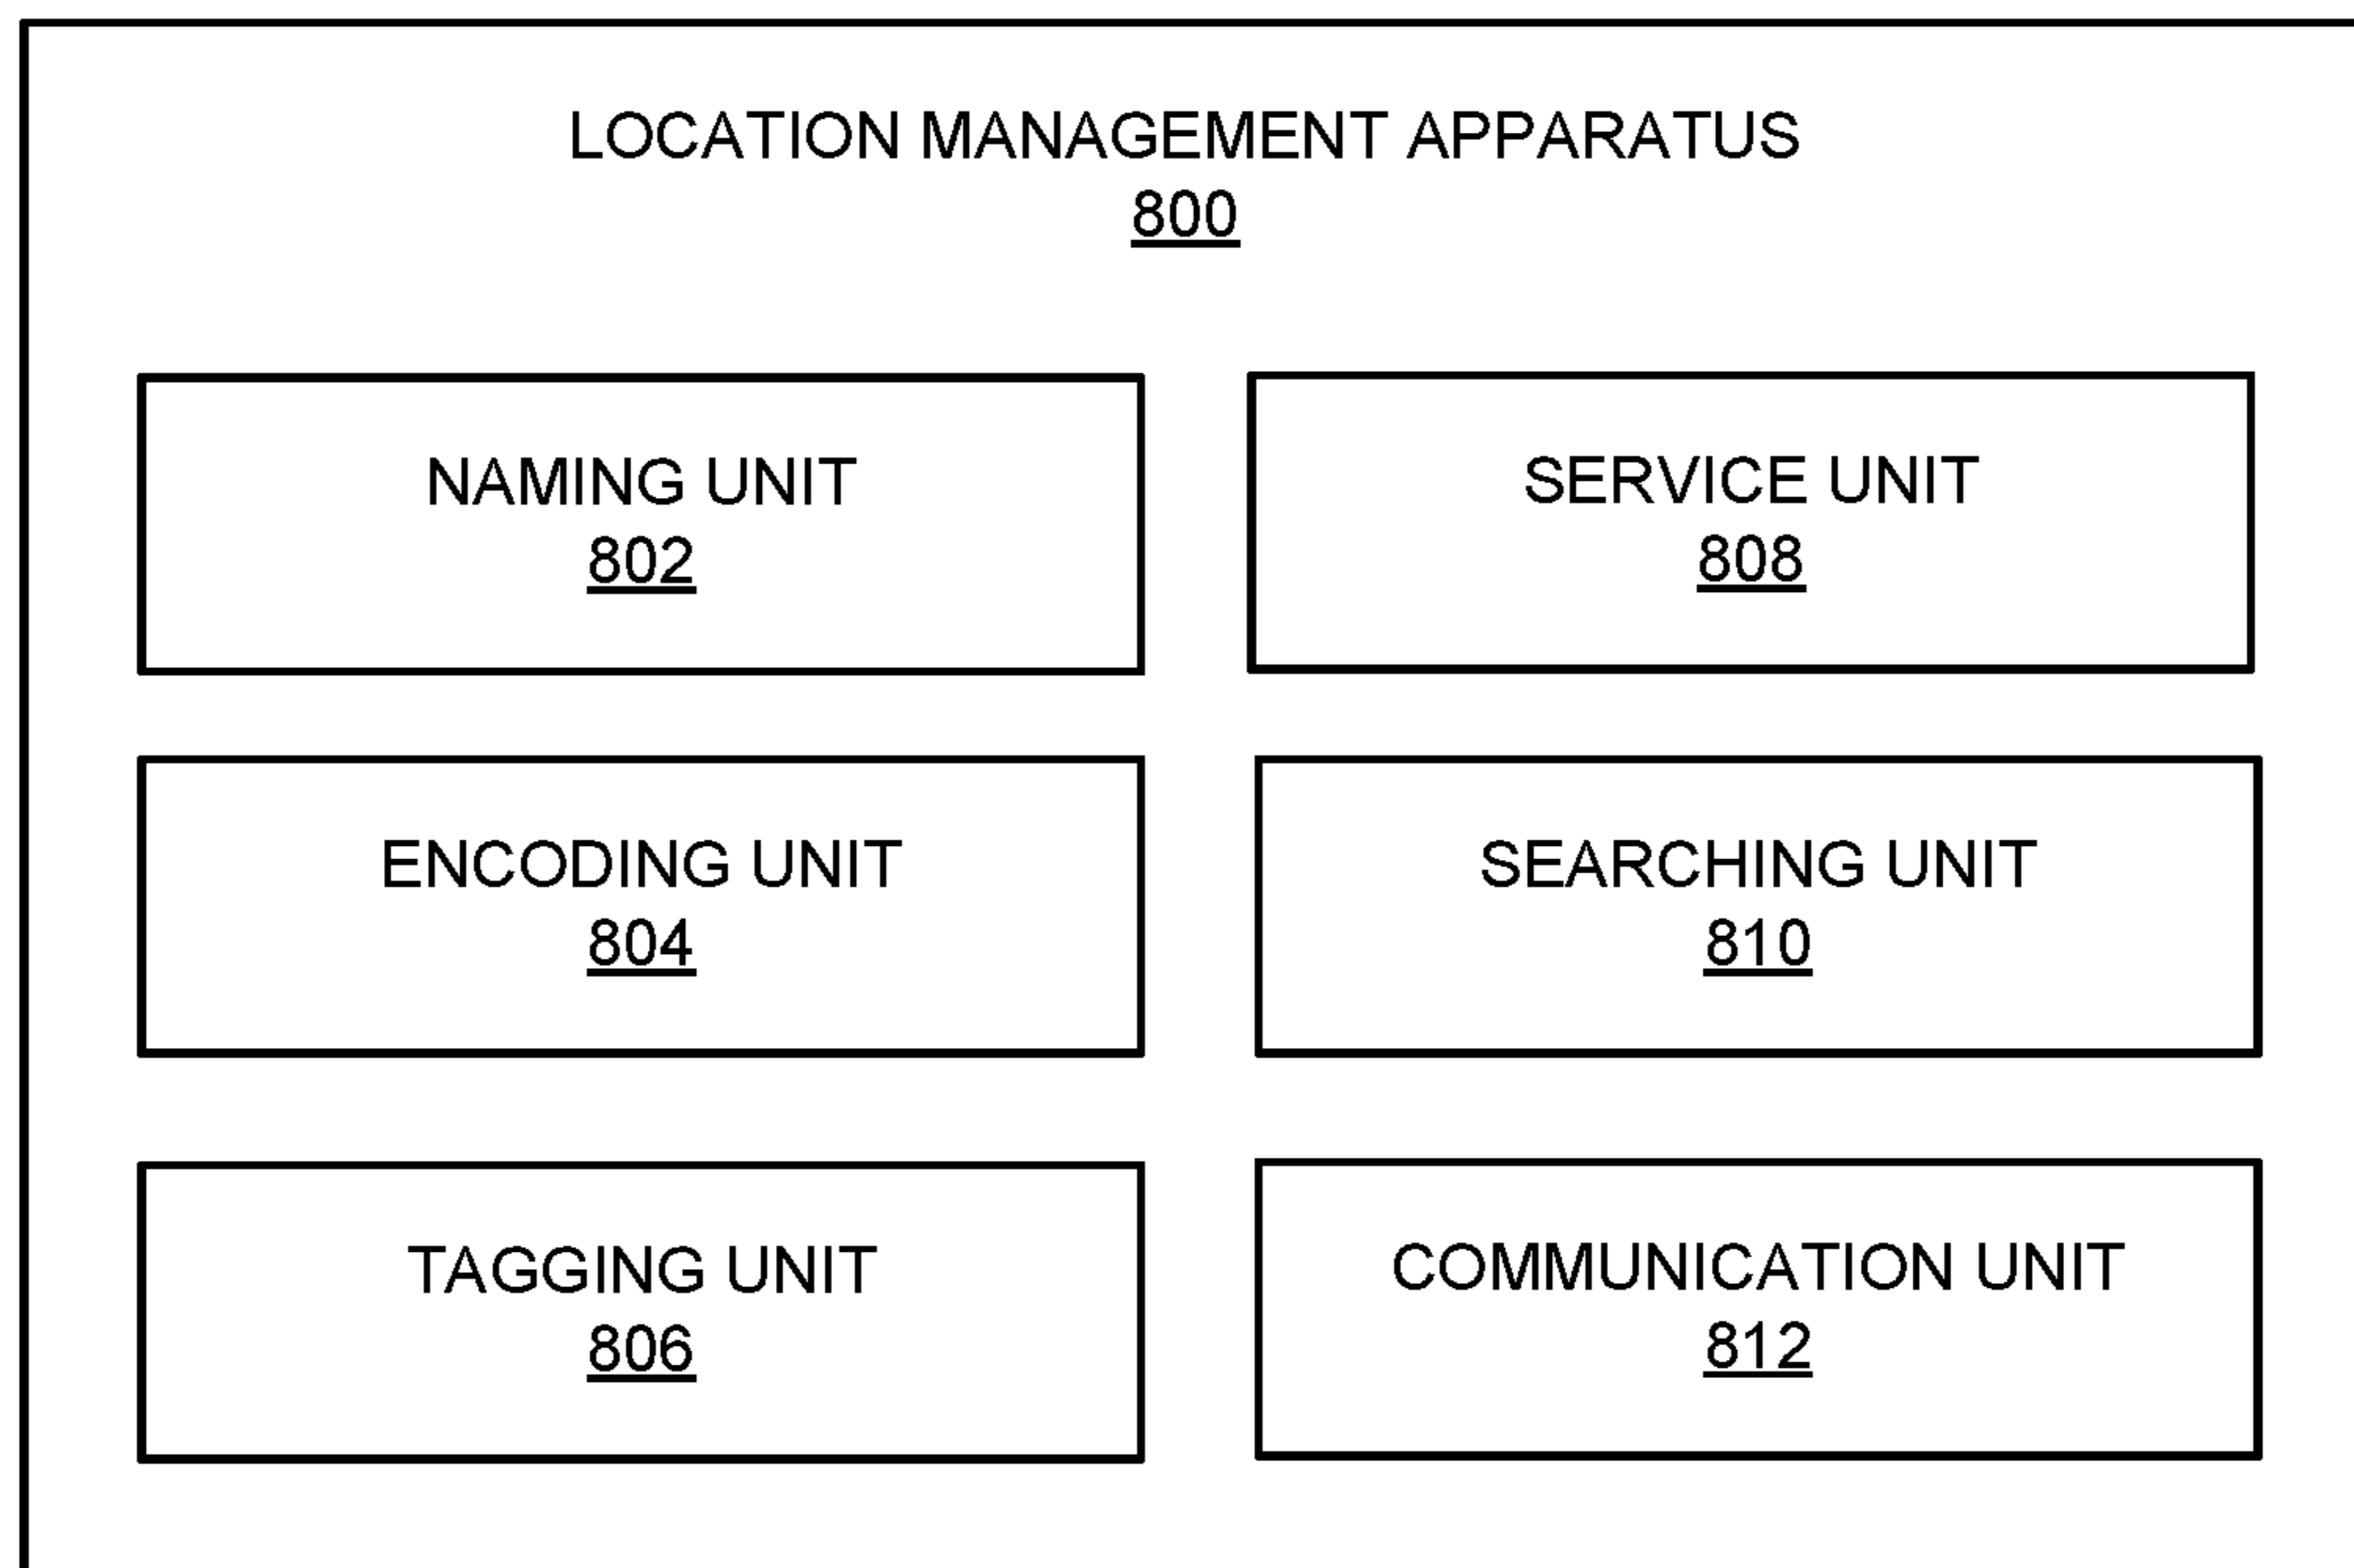 LOCATION MANAGEMENT APPARATUS
800
NAMING UNIT
802
SERVICE UNIT
808
ENCODING UNIT
804
SEARCHING UNIT
810
TAGGING UNIT
806
COMMUNICATION UNIT
812